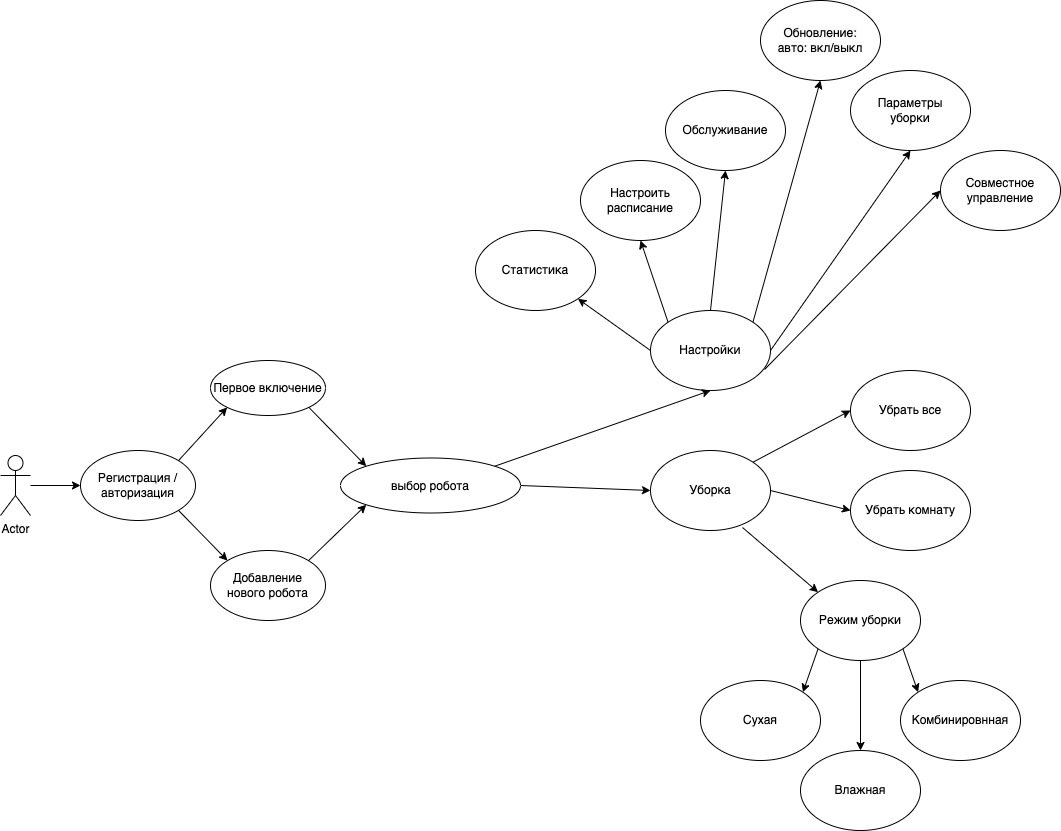 Обновление:
авто: вкл/выкл
Параметры
уборки
Обслуживание
Совместное
управление
Настроить
расписание
Статистика
Настройки
Первое включение
Убрать все
Регистрация /
авторизация
выбор робота
Уборка
Убрать комнату
Actor
Добавление
нового робота
Режим уборки
Сухая
Комбинировнная
Влажная